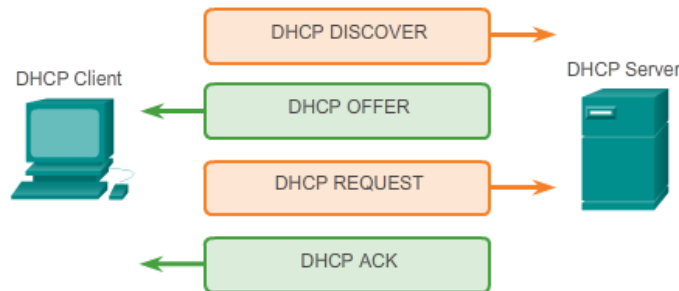 DHCP DISCOVER
DHCP Client
DHCP Server
DHCP OFFER
DHCP REQUEST
DHCP ACK